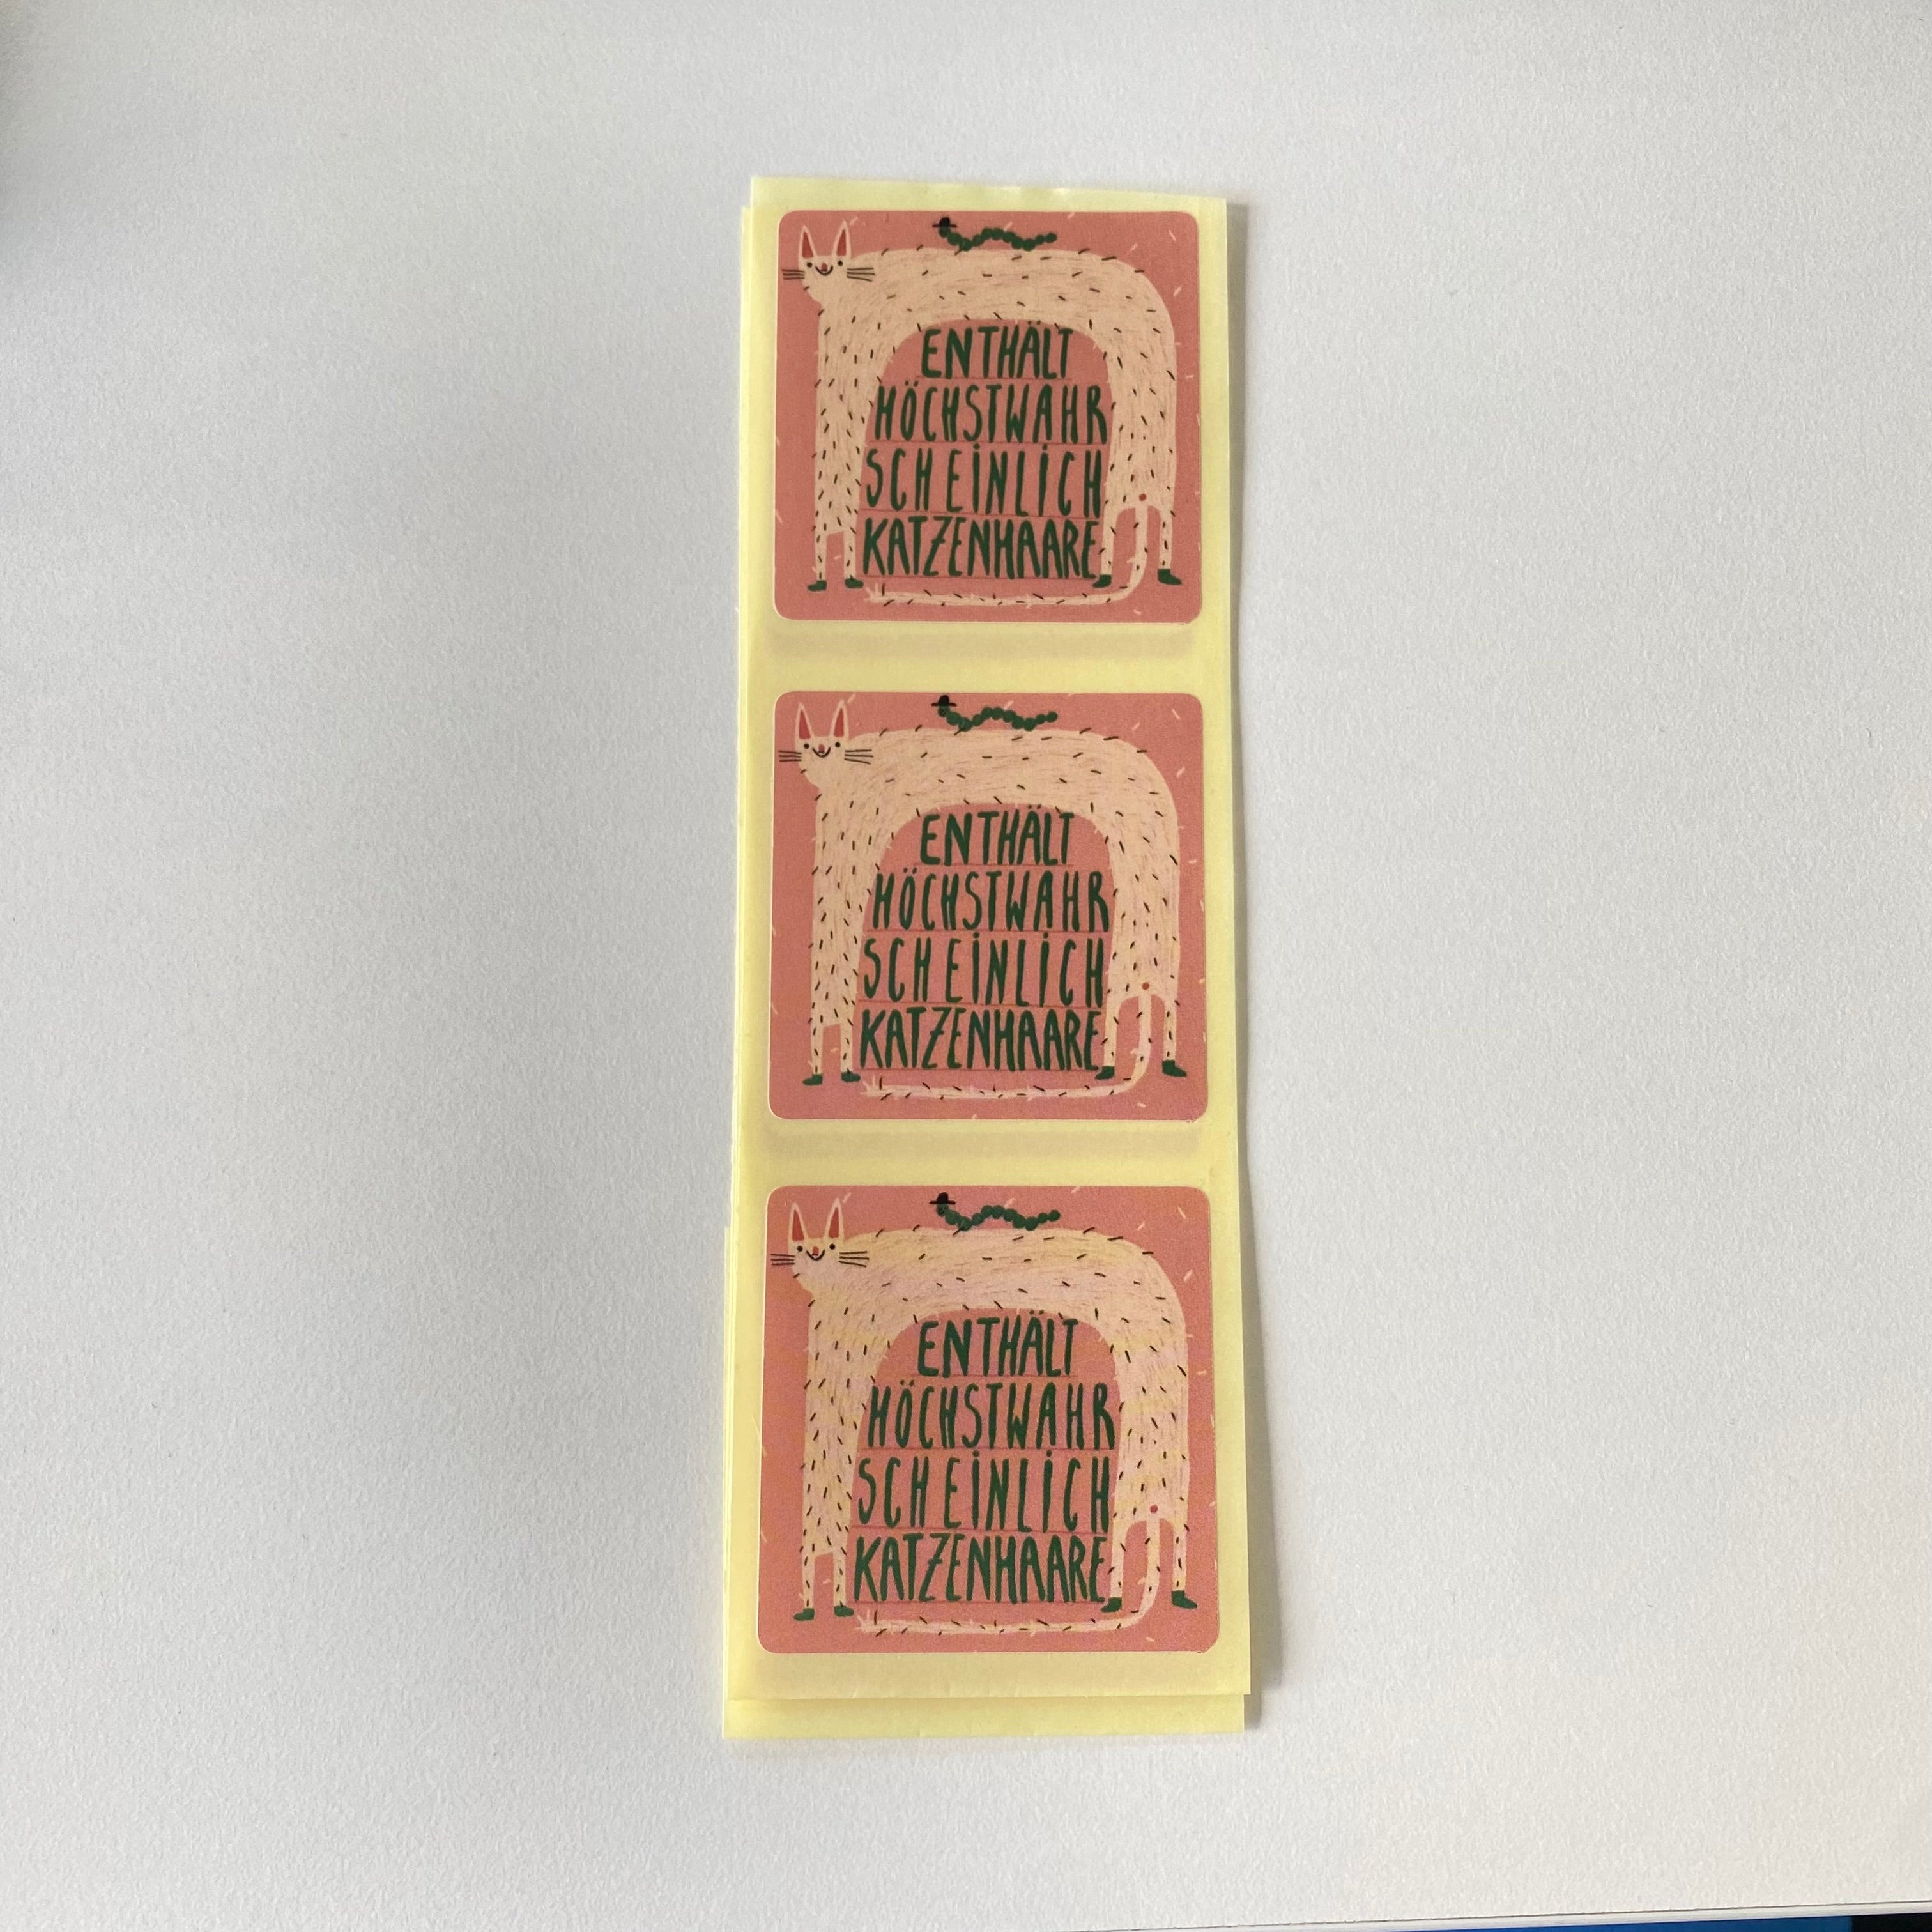 ENTHÄLT
HÖCHSTWAHR
SCHEINLICH
KATZENHAARE
ENTHÄLT
HÖCHSTWAHR
SCHEINLICH
KATZENHAARE
ENTHÄLT
HÖCHSTWAHR
SCHEINLICH
KATZENHAARE